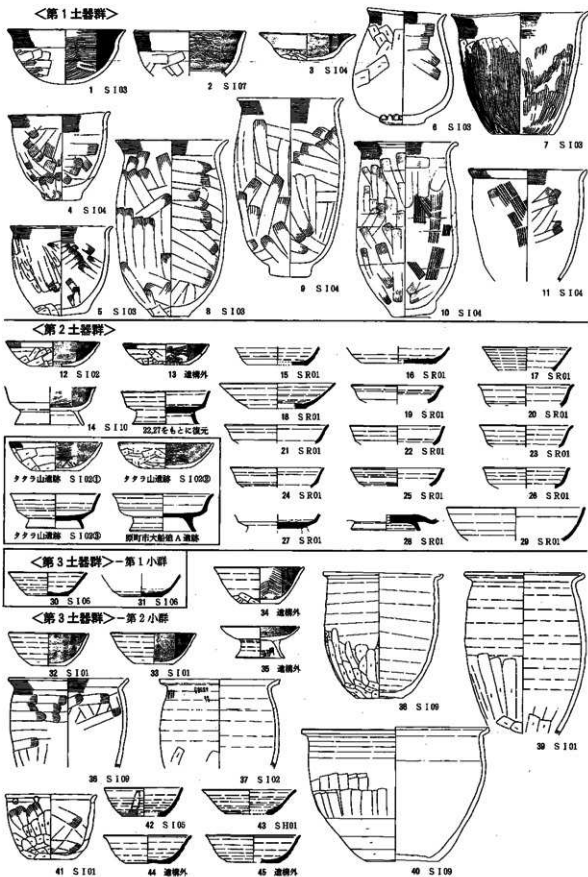 <第1土器群>
1 SI03
2 SI07
3 SI04
6 SI03
7 SI03
4 SI04
5 SI03
8 SI03
9 SI04
10 SI04
11 SI04
<第2土器群>
12 SI02
13 遺構外
15 SR01
16 SR01
17 SR01
14 SI10
22,27をもとに復元
18 SR01
19 SR01
20 SR01
21 SR01
22 SR01
23 SR01
タタラ山遺跡 SI02①
タタラ山遺跡 SI02②
24 SR01
25 SR01
26 SR01
タタラ山遺跡 SI02③
原町市大船廹A遺跡
27 SR01
28 SR01
29 SR01
<第3土器群>-第1小群
30 SI06
31 SI06
34 遺構外
<第3土器群>-第2小群
32 SI01
33 SI01
35 遺構外
38 SI09
39 SI01
36 SI09
37 SI02
42 SI05
43 SH01
41 SI01
44 遺構外
45 遺構外
40 SI09